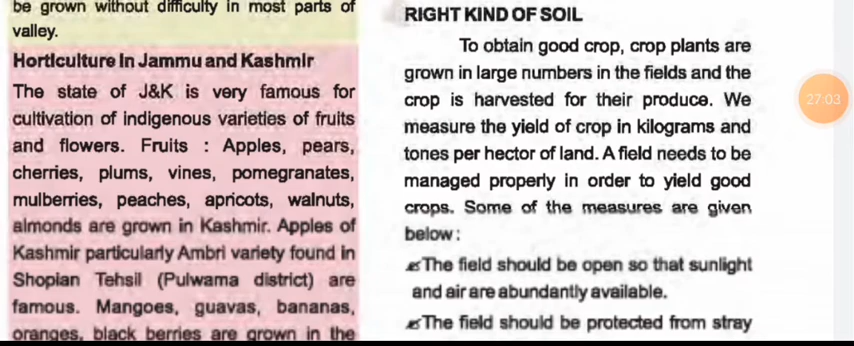 be grown without difficulty in most parts of
valley.
Horticulture in Jammu and Kashmir
The state of J&K is very famous for
cultivation of indigenous varieties of fruits
and flowers. Fruits : Apples, pears,
cherries, plums, vines, pomegranates,
mulberries, peaches, apricots, walnuts,
almonds are grown in Kashmir. Apples of
Kashmir particularly Ambri variety found in
Shopian Tehsil (Pulwama district) are
famous. Mangoes, guavas, bananas,
oranges, black berries are grown in the
RIGHT KIND OF SOIL
To obtain good crop, crop plants are
grown in large numbers in the fields and the
crop is harvested for their produce. We
measure the yield of crop in kilograms and
tones per hector of land. A field needs to be
managed properly in order to yield good
crops. Some of the measures are given
below :
The field should be open so that sunlight
and air are abundantly available.
The field should be protected from stray
27:03